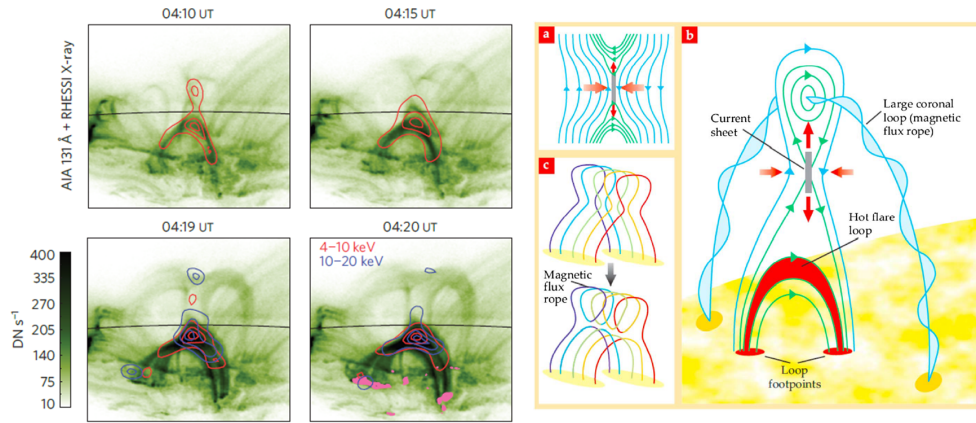 04:10 UT
04:15 UT
AIA 131 Å + RHESSI X-ray
04:19 UT
04:20 UT
4–10 keV
10–20 keV
DN s⁻¹
400
335
270
205
140
75
10
a
b
c
Current
sheet
Large coronal
loop (magnetic
flux rope)
Hot flare
loop
Magnetic
flux rope
Loop
footpoints